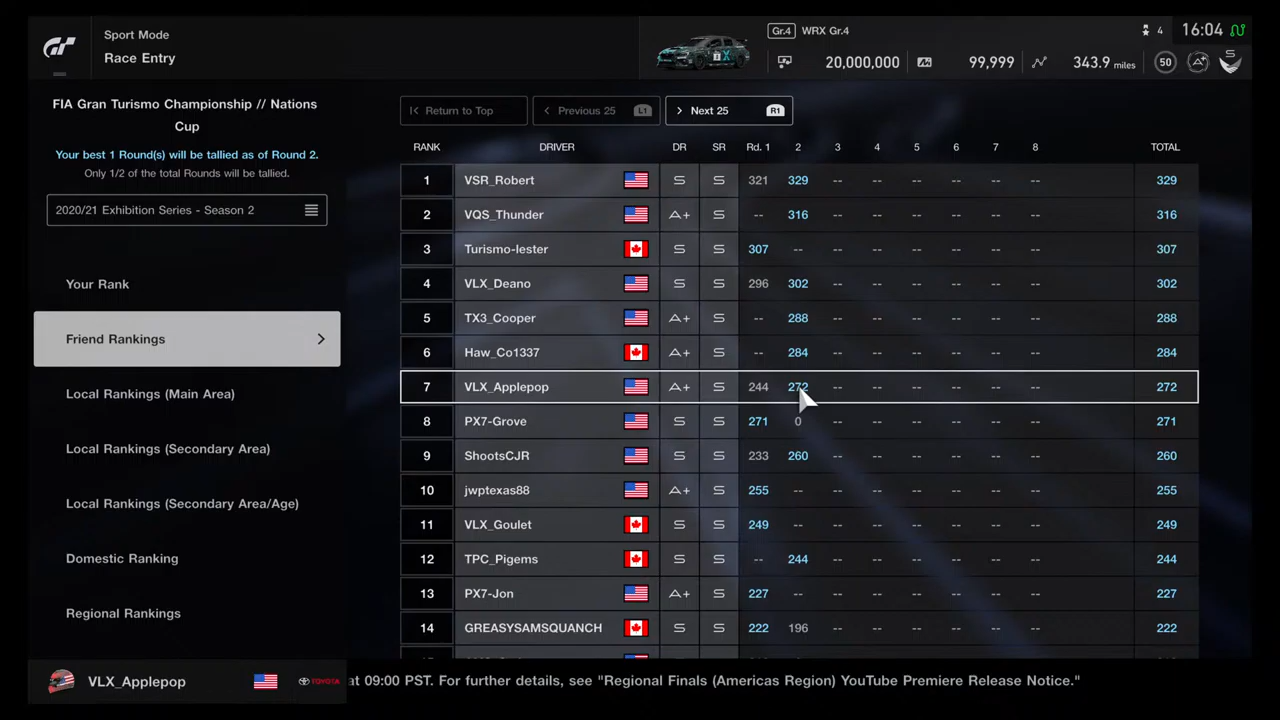 Sport Mode
Race Entry
Gr.4 WRX Gr.4
4 16:04
20,000,000 99,999 343.9 miles 50 A+ S
FIA Gran Turismo Championship // Nations
Cup
Your best 1 Round(s) will be tallied as of Round 2.
Only 1/2 of the total Rounds will be tallied.
2020/21 Exhibition Series - Season 2
Your Rank
Friend Rankings
Local Rankings (Main Area)
Local Rankings (Secondary Area)
Local Rankings (Secondary Area/Age)
Domestic Ranking
Regional Rankings
Return to Top Previous 25 L1 Next 25 R1
RANK DRIVER DR SR Rd. 1 2 3 4 5 6 7 8 TOTAL
1 VSR_Robert S S 321 329 -- -- -- -- -- -- 329
2 VQS_Thunder A+ S -- 316 -- -- -- -- -- -- 316
3 Turismo-lester S S 307 -- -- -- -- -- -- -- 307
4 VLX_Deano S S 296 302 -- -- -- -- -- -- 302
5 TX3_Cooper A+ S -- 288 -- -- -- -- -- -- 288
6 Haw_Co1337 A+ S -- 284 -- -- -- -- -- -- 284
7 VLX_Applepop A+ S 244 272 -- -- -- -- -- -- 272
8 PX7-Grove S S 271 0 -- -- -- -- -- -- 271
9 ShootsCJR S S 233 260 -- -- -- -- -- -- 260
10 jwptexas88 A+ S 255 -- -- -- -- -- -- -- 255
11 VLX_Goulet S S 249 -- -- -- -- -- -- -- 249
12 TPC_Pigems S S -- 244 -- -- -- -- -- -- 244
13 PX7-Jon A+ S 227 -- -- -- -- -- -- -- 227
14 GREASYSAMSQUANCH S S 222 196 -- -- -- -- -- -- 222
VLX_Applepop TOYOTA
at 09:00 PST. For further details, see "Regional Finals (Americas Region) YouTube Premiere Release Notice."